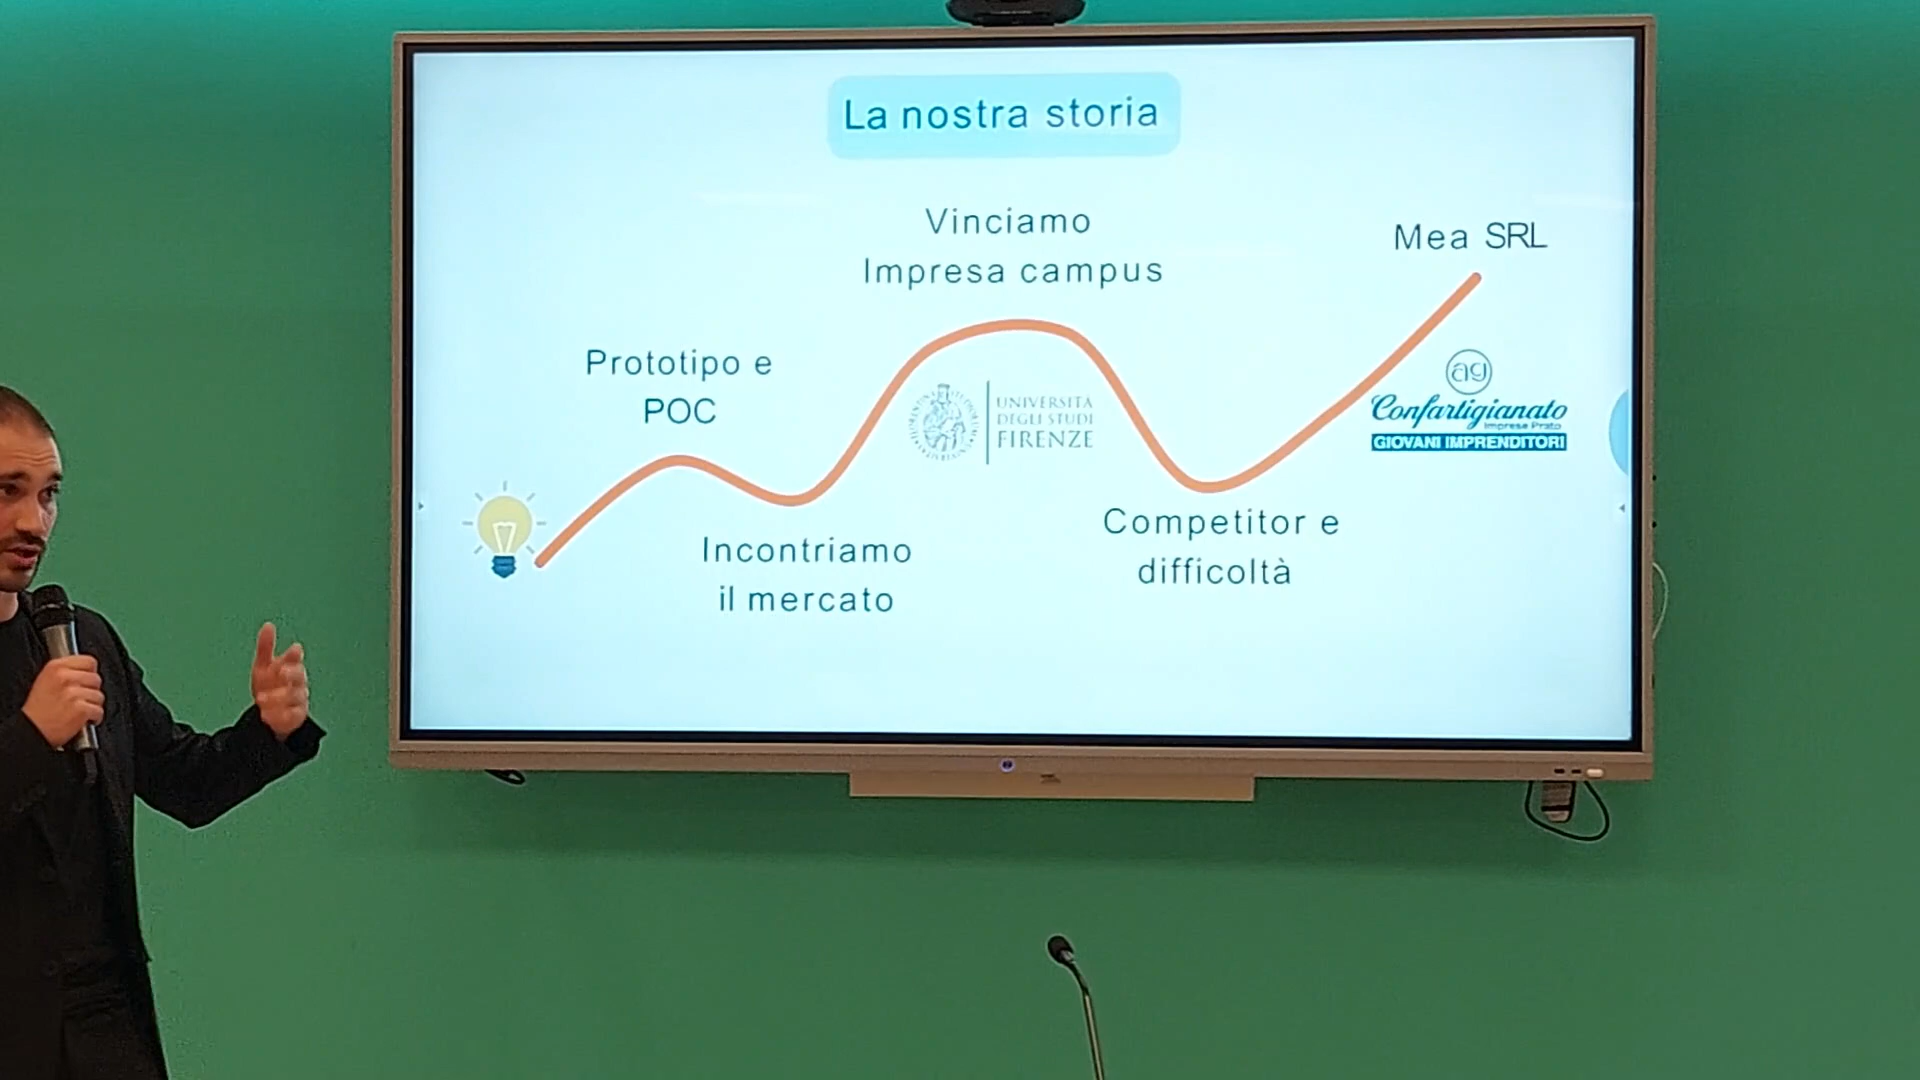 La nostra storia
Vinciamo
Impresa campus
Mea SRL
Prototipo e
POC
UNIVERSITÀ
DEGLI STUDI
FIRENZE
ag
Confartigianato
Imprese Prato
GIOVANI IMPRENDITORI
Incontriamo
il mercato
Competitor e
difficoltà